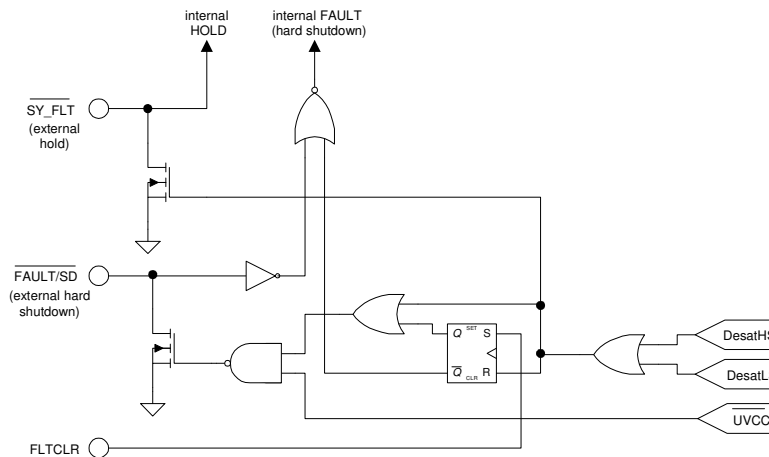 internal
HOLD
internal FAULT
(hard shutdown)
SY_FLT
(external
hold)
FAULT/SD
(external hard
shutdown)
Q
SET
S
Q
CLR
R
DesatHS
DesatL
UVCC
FLTCLR